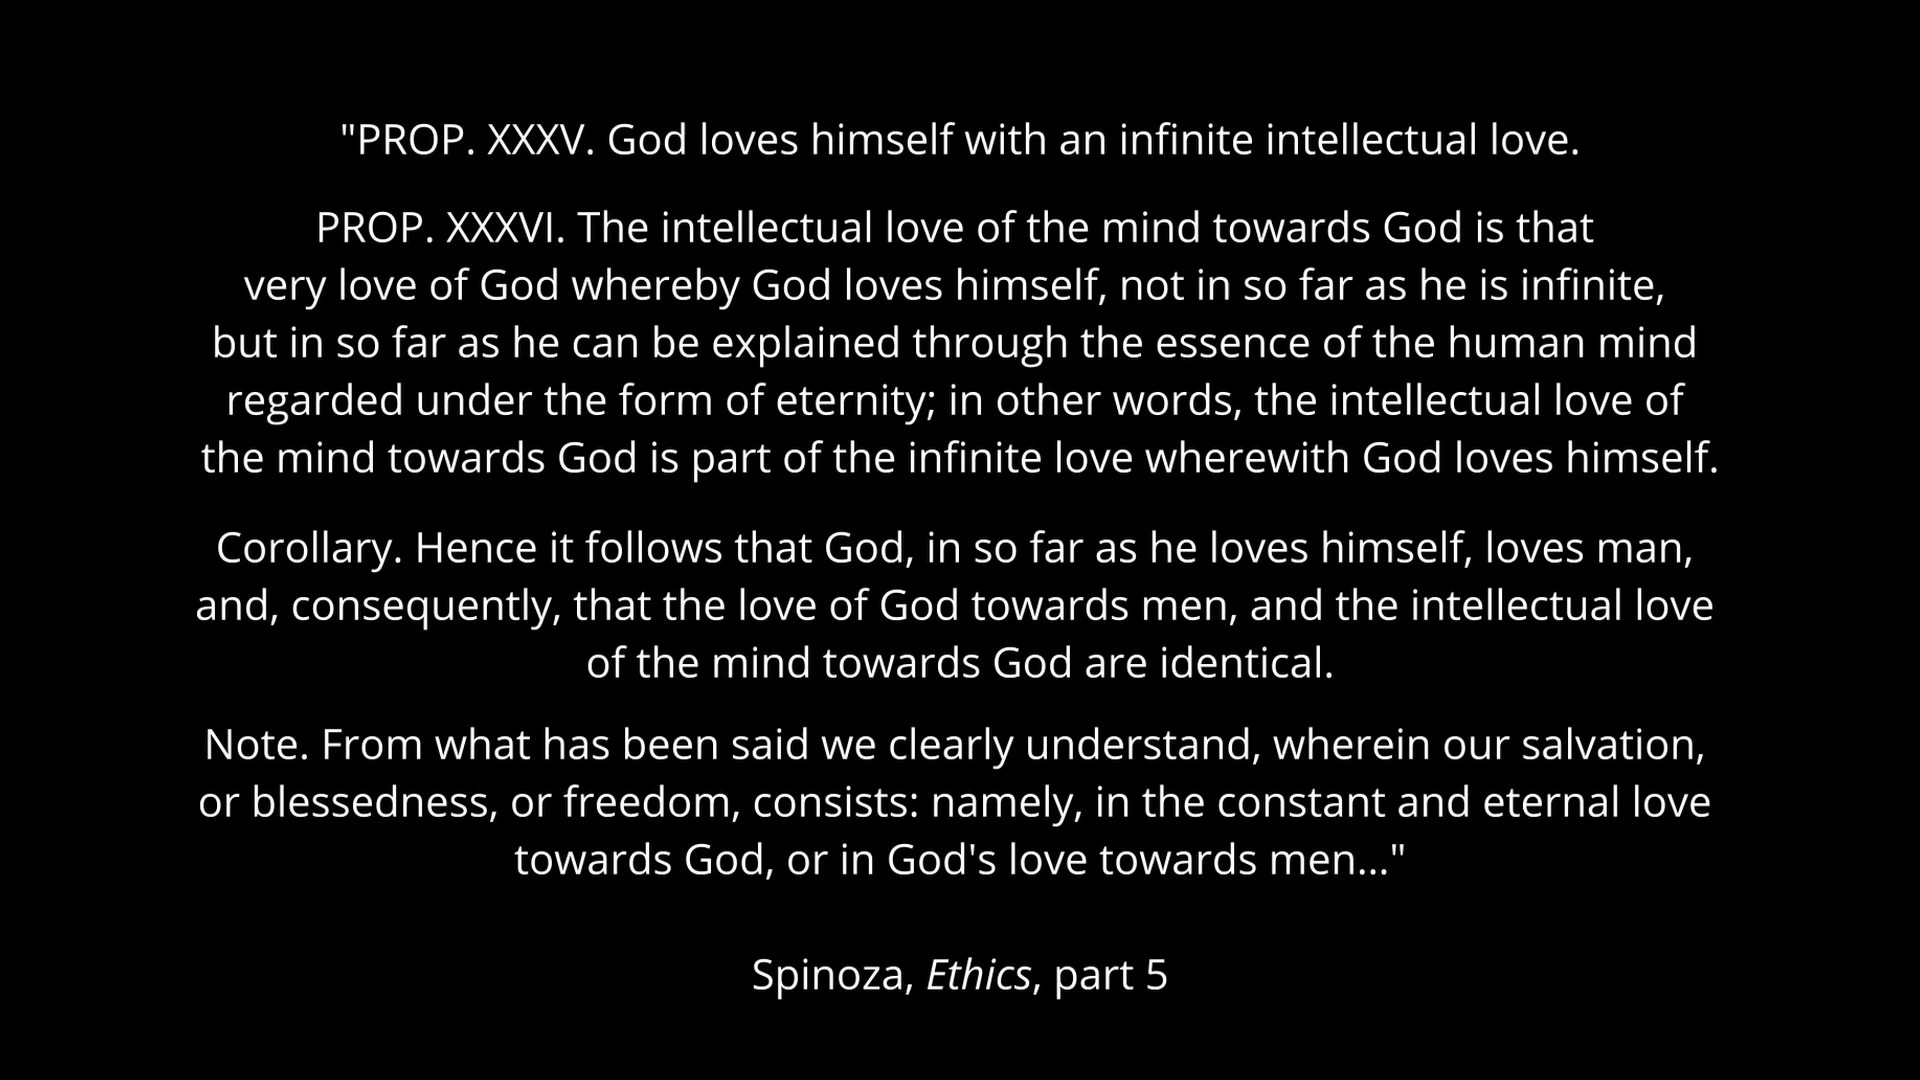 "PROP. XXXV. God loves himself with an infinite intellectual love.
PROP. XXXVI. The intellectual love of the mind towards God is that
very love of God whereby God loves himself, not in so far as he is infinite,
but in so far as he can be explained through the essence of the human mind
regarded under the form of eternity; in other words, the intellectual love of
the mind towards God is part of the infinite love wherewith God loves himself.
Corollary. Hence it follows that God, in so far as he loves himself, loves man,
and, consequently, that the love of God towards men, and the intellectual love
of the mind towards God are identical.
Note. From what has been said we clearly understand, wherein our salvation,
or blessedness, or freedom, consists: namely, in the constant and eternal love
towards God, or in God's love towards men..."
Spinoza, Ethics, part 5